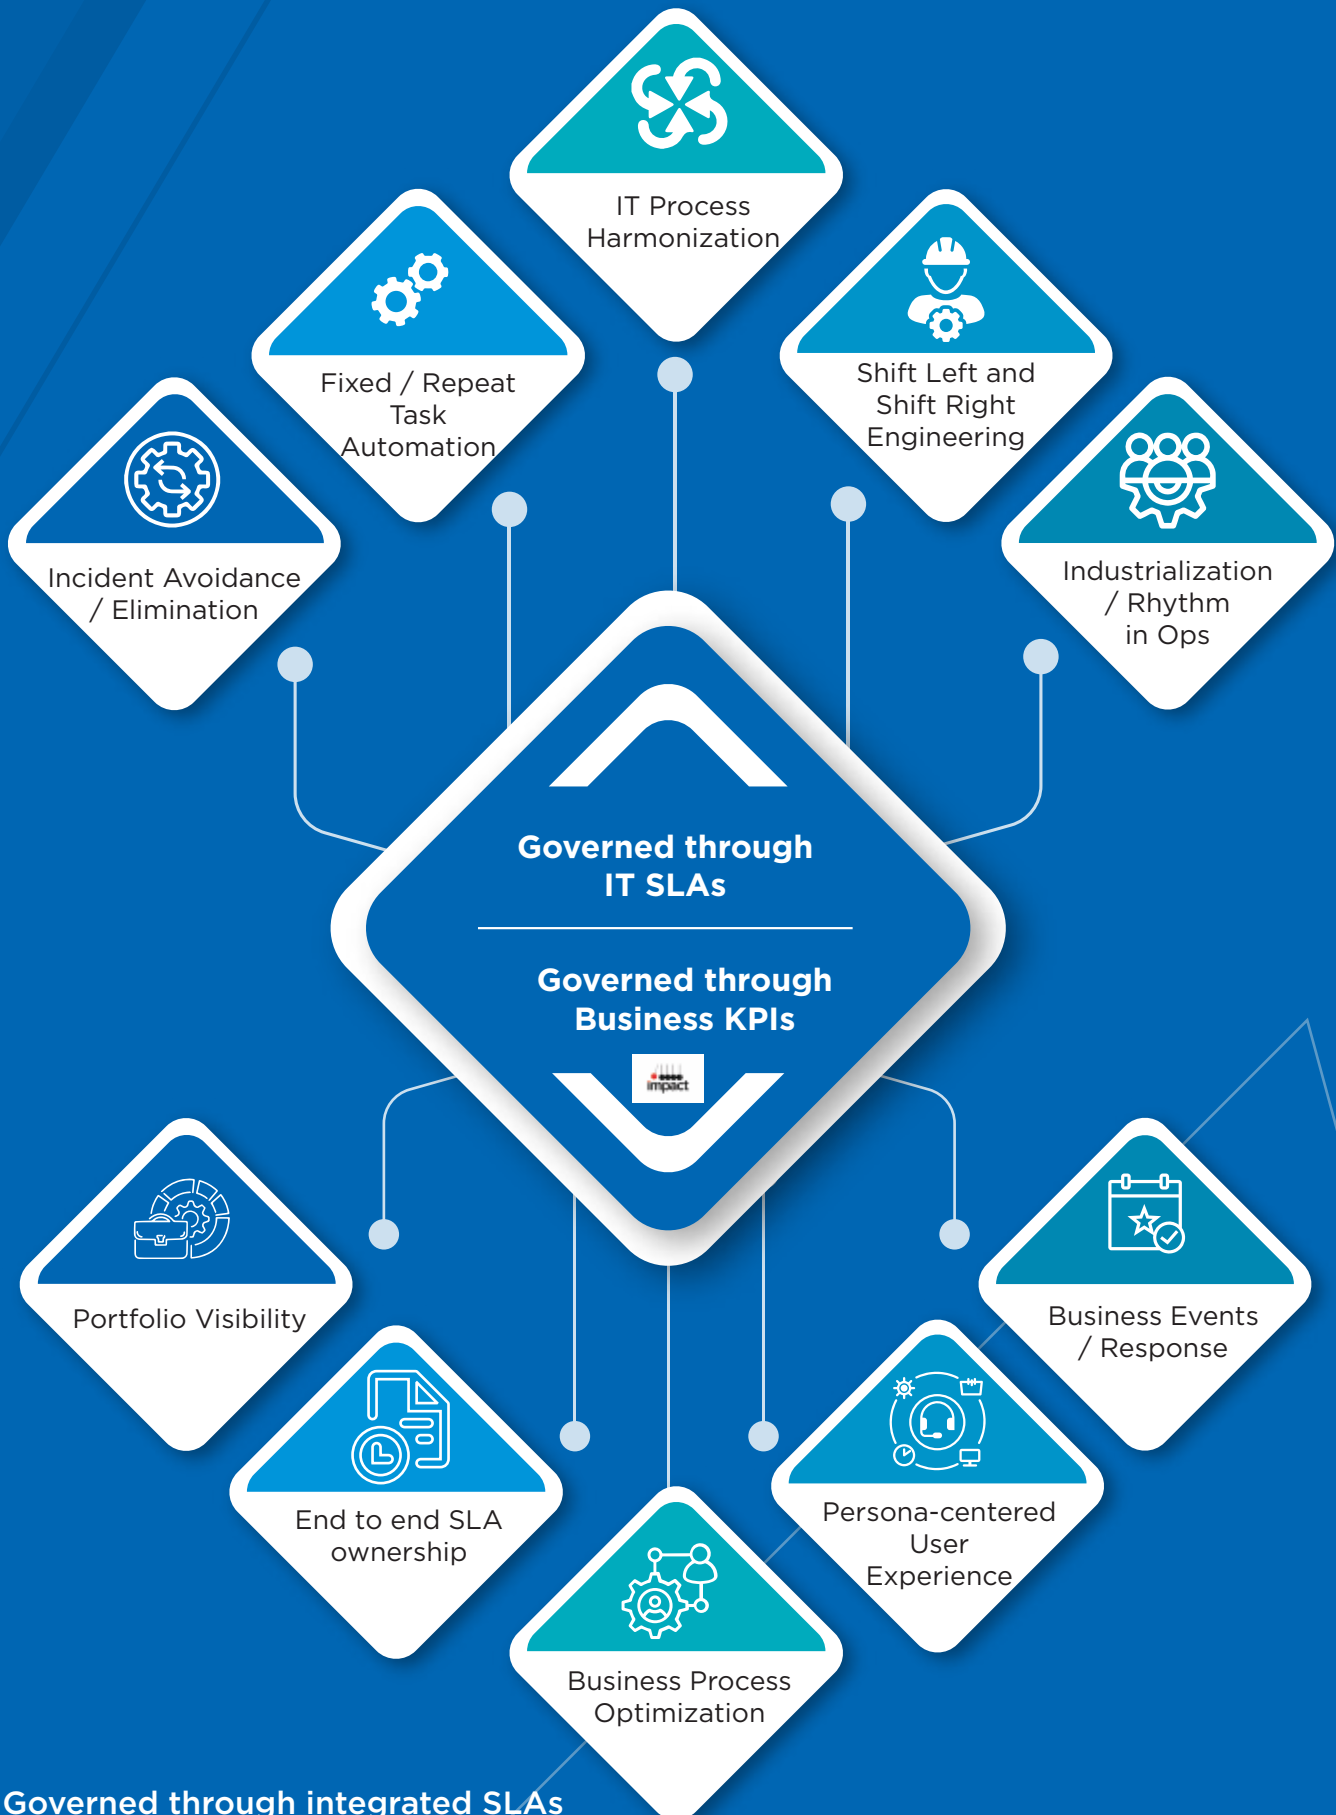 IT Process
Harmonization
Fixed / Repeat
Task
Automation
Shift Left and
Shift Right
Engineering
Incident Avoidance
/ Elimination
Industrialization
/ Rhythm
in Ops
Governed through
IT SLAs
Governed through
Business KPIs
impact
Portfolio Visibility
Business Events
/ Response
End to end SLA
ownership
Persona-centered
User
Experience
Business Process
Optimization
Governed through integrated SLAs